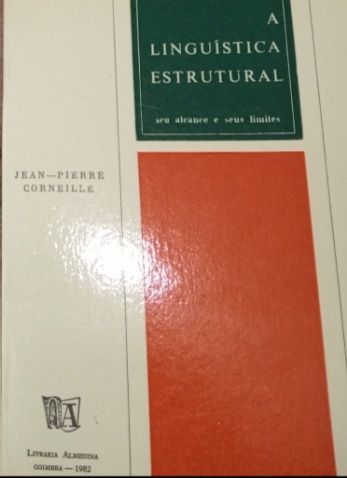 A
LINGUÍSTICA
ESTRUTURAL
seu alcance e seus limites
JEAN—PIERRE
CORNEILLE
A
LIVRARIA ALMEDINA
COIMBRA — 1982